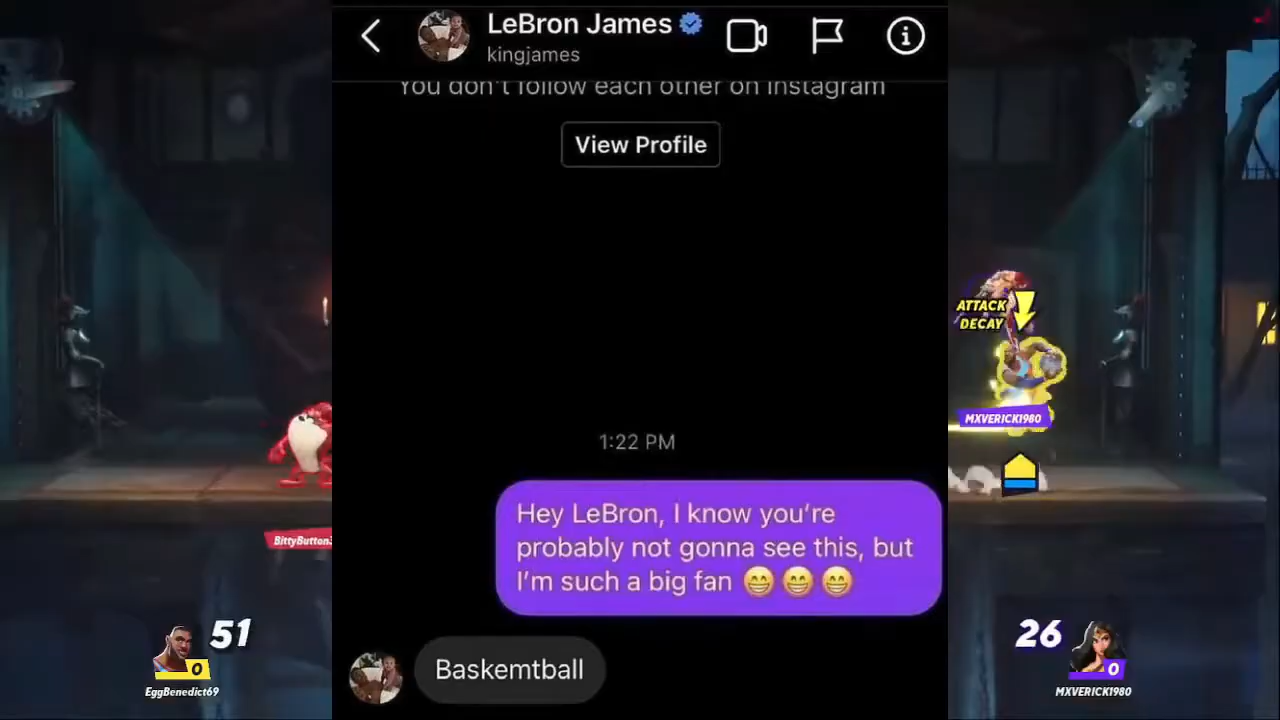 LeBron James
kingjames
You don't follow each other on Instagram
View Profile
1:22 PM
Hey LeBron, I know you're
probably not gonna see this, but
I'm such a big fan 😁 😁 😁
Baskemtball
ATTACK
DECAY
MXVERICK1980
BittyButton
51
0
EggBenedict69
26
0
MXVERICK1980